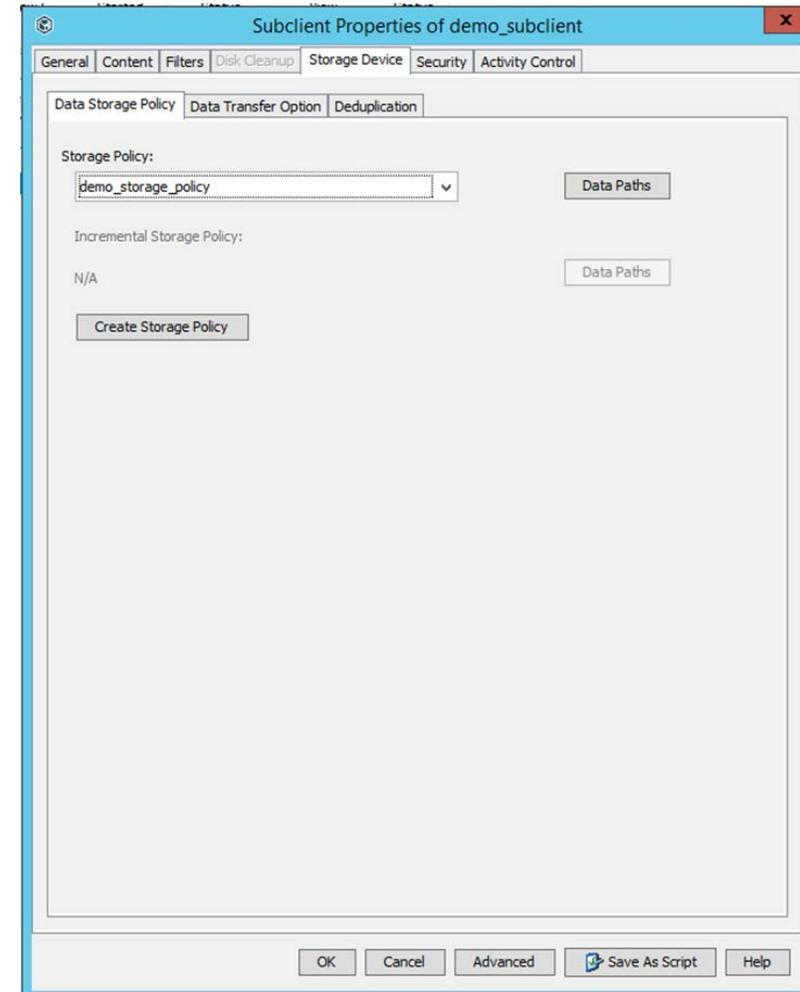 Subclient Properties of demo_subclient
x
General Content Filters Disk Cleanup Storage Device Security Activity Control
Data Storage Policy Data Transfer Option Deduplication
Storage Policy:
demo_storage_policy Data Paths
Incremental Storage Policy:
N/A Data Paths
Create Storage Policy
OK Cancel Advanced Save As Script Help